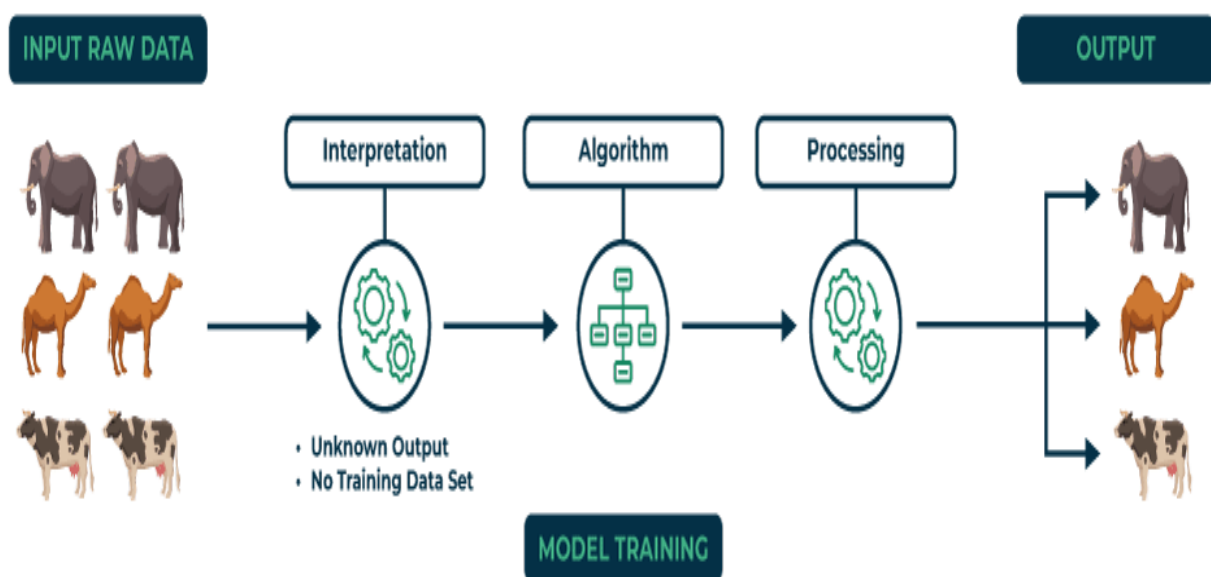 INPUT RAW DATA
OUTPUT
Interpretation
Algorithm
Processing
• Unknown Output
• No Training Data Set
MODEL TRAINING